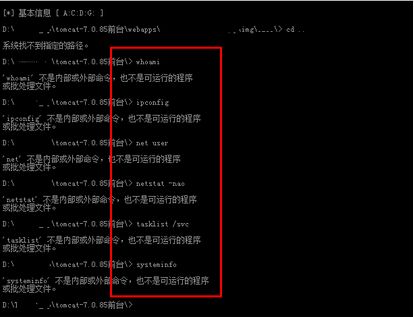 [*] 基本信息 [ A:C:D:G: ]
D:\ \tomcat-7.0.85前台\webapps\ \img\ \> cd ..
系统找不到指定的路径。
D:\ \tomcat-7.0.85前台\> whoami
'whoami' 不是内部或外部命令，也不是可运行的程序
或批处理文件。
D:\ \tomcat-7.0.85前台\> ipconfig
'ipconfig' 不是内部或外部命令，也不是可运行的程序
或批处理文件。
D:\ \tomcat-7.0.85前台\> net user
'net' 不是内部或外部命令，也不是可运行的程序
或批处理文件。
D:\ \tomcat-7.0.85前台\> netstat -nao
'netstat' 不是内部或外部命令，也不是可运行的程序
或批处理文件。
D:\ \tomcat-7.0.85前台\> tasklist /svc
'tasklist' 不是内部或外部命令，也不是可运行的程序
或批处理文件。
D:\ \tomcat-7.0.85前台\> systeminfo
'systeminfo' 不是内部或外部命令，也不是可运行的程序
或批处理文件。
D:\ \tomcat-7.0.85前台\>